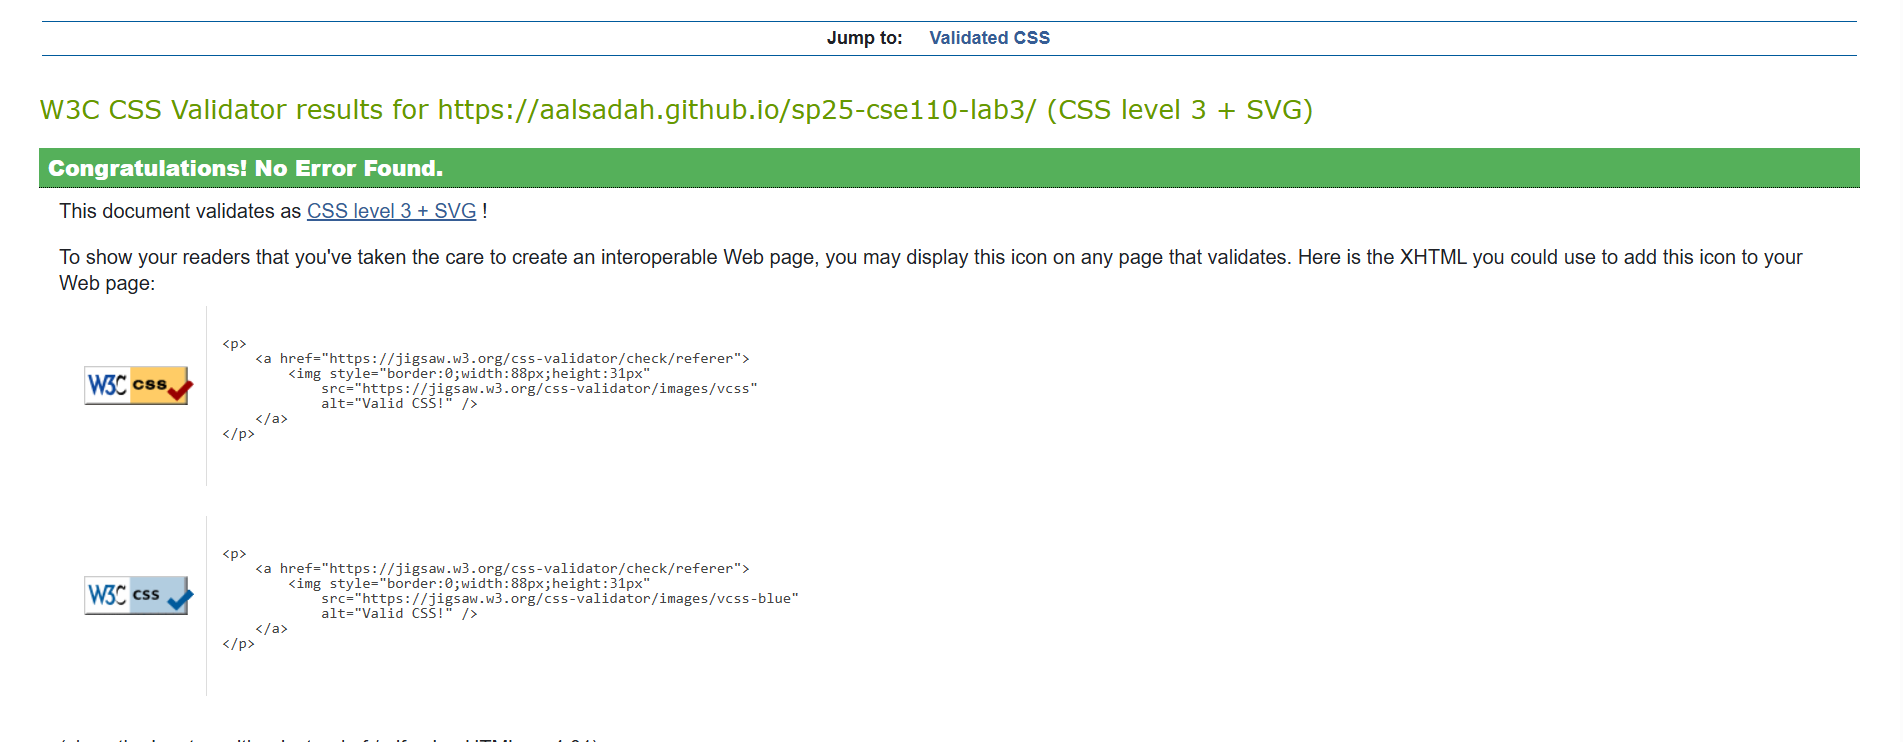 Jump to: Validated CSS
W3C CSS Validator results for https://aalsadah.github.io/sp25-cse110-lab3/ (CSS level 3 + SVG)
Congratulations! No Error Found.
This document validates as CSS level 3 + SVG !
To show your readers that you've taken the care to create an interoperable Web page, you may display this icon on any page that validates. Here is the XHTML you could use to add this icon to your
Web page:
W3C css
<p>
    <a href="https://jigsaw.w3.org/css-validator/check/referer">
        <img style="border:0;width:88px;height:31px"
            src="https://jigsaw.w3.org/css-validator/images/vcss"
            alt="Valid CSS!" />
    </a>
</p>
W3C css
<p>
    <a href="https://jigsaw.w3.org/css-validator/check/referer">
        <img style="border:0;width:88px;height:31px"
            src="https://jigsaw.w3.org/css-validator/images/vcss-blue"
            alt="Valid CSS!" />
    </a>
</p>